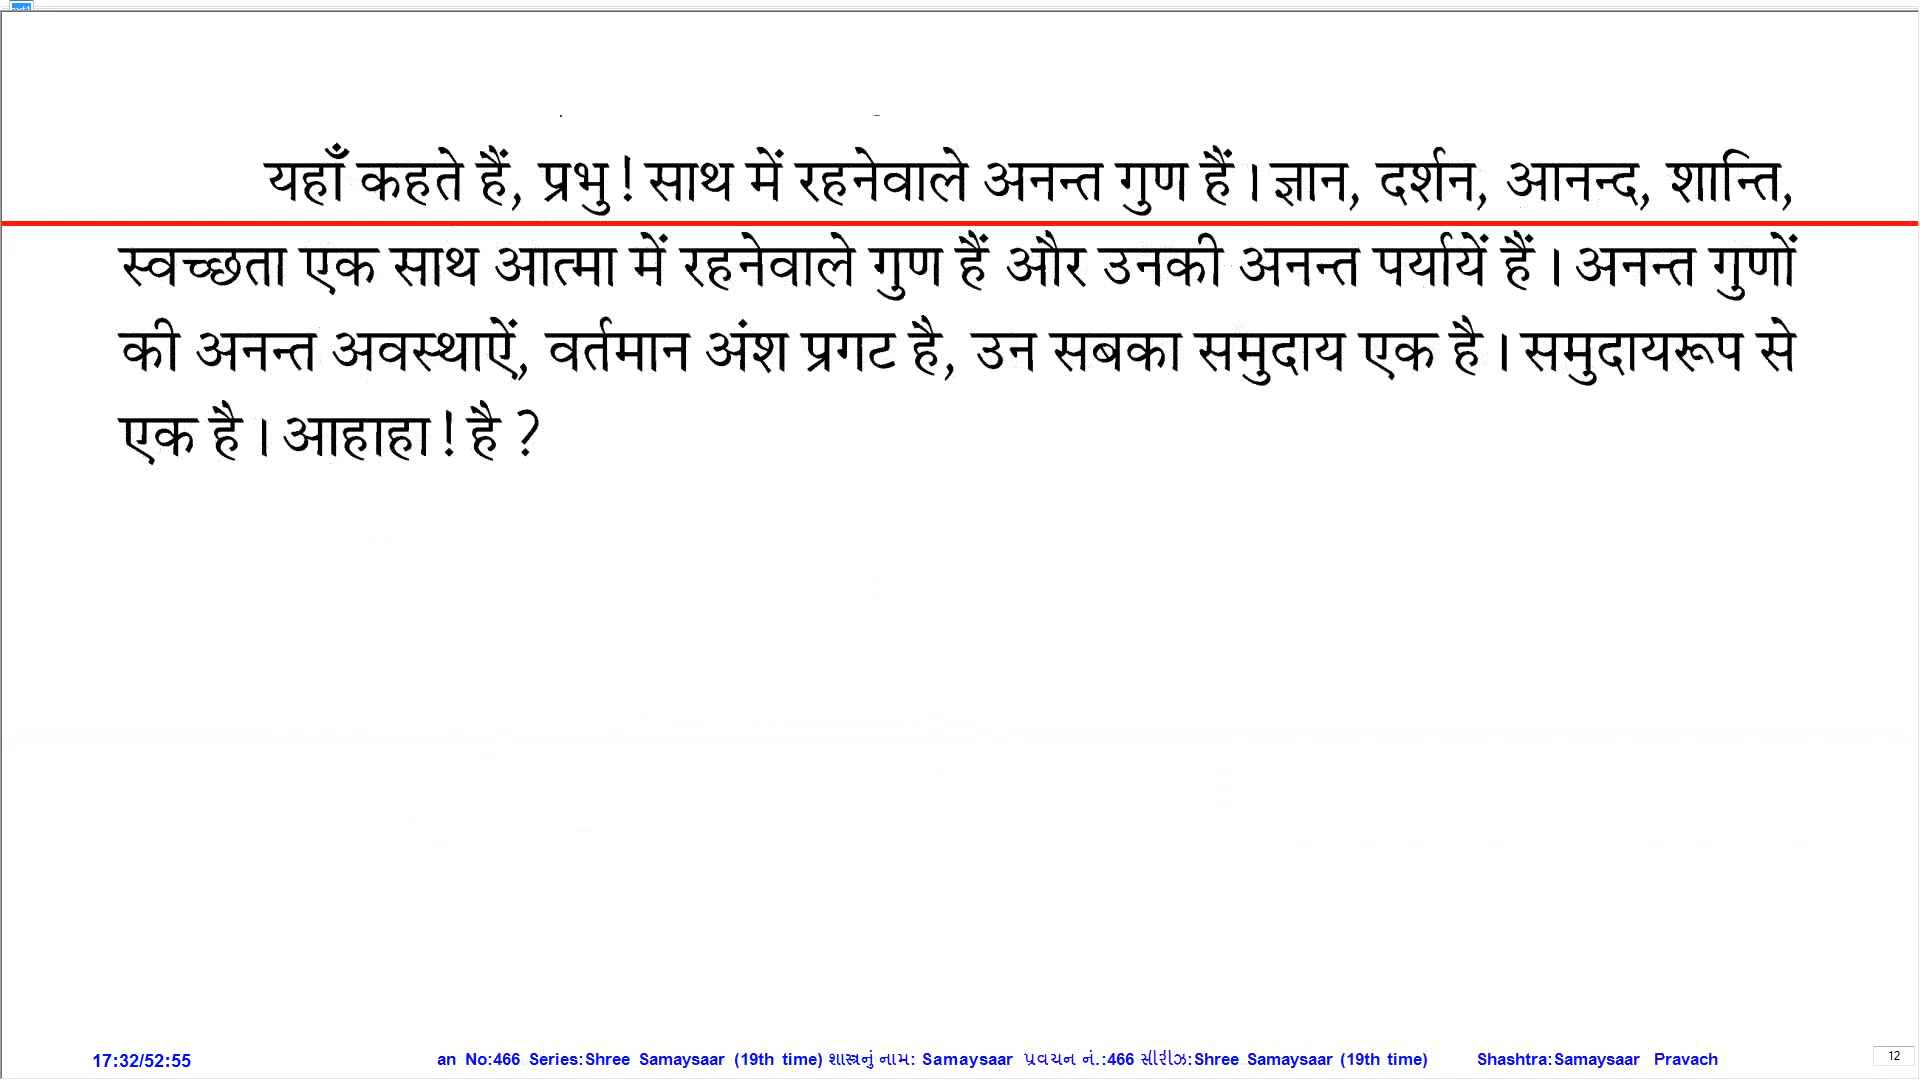 यहाँ कहते हैं, प्रभु! साथ में रहनेवाले अनन्त गुण हैं। ज्ञान, दर्शन, आनन्द, शान्ति,
स्वच्छता एक साथ आत्मा में रहनेवाले गुण हैं और उनकी अनन्त पर्यायें हैं। अनन्त गुणों
की अनन्त अवस्थाऐं, वर्तमान अंश प्रगट है, उन सबका समुदाय एक है। समुदायरूप से
एक है। आहाहा! है ?
17:32/52:55 an No:466 Series:Shree Samaysaar (19th time) શાસ્ત્રનું નામ: Samaysaar પ્રવચન નં.:466 સીરીઝ:Shree Samaysaar (19th time) Shashtra:Samaysaar Pravach 12